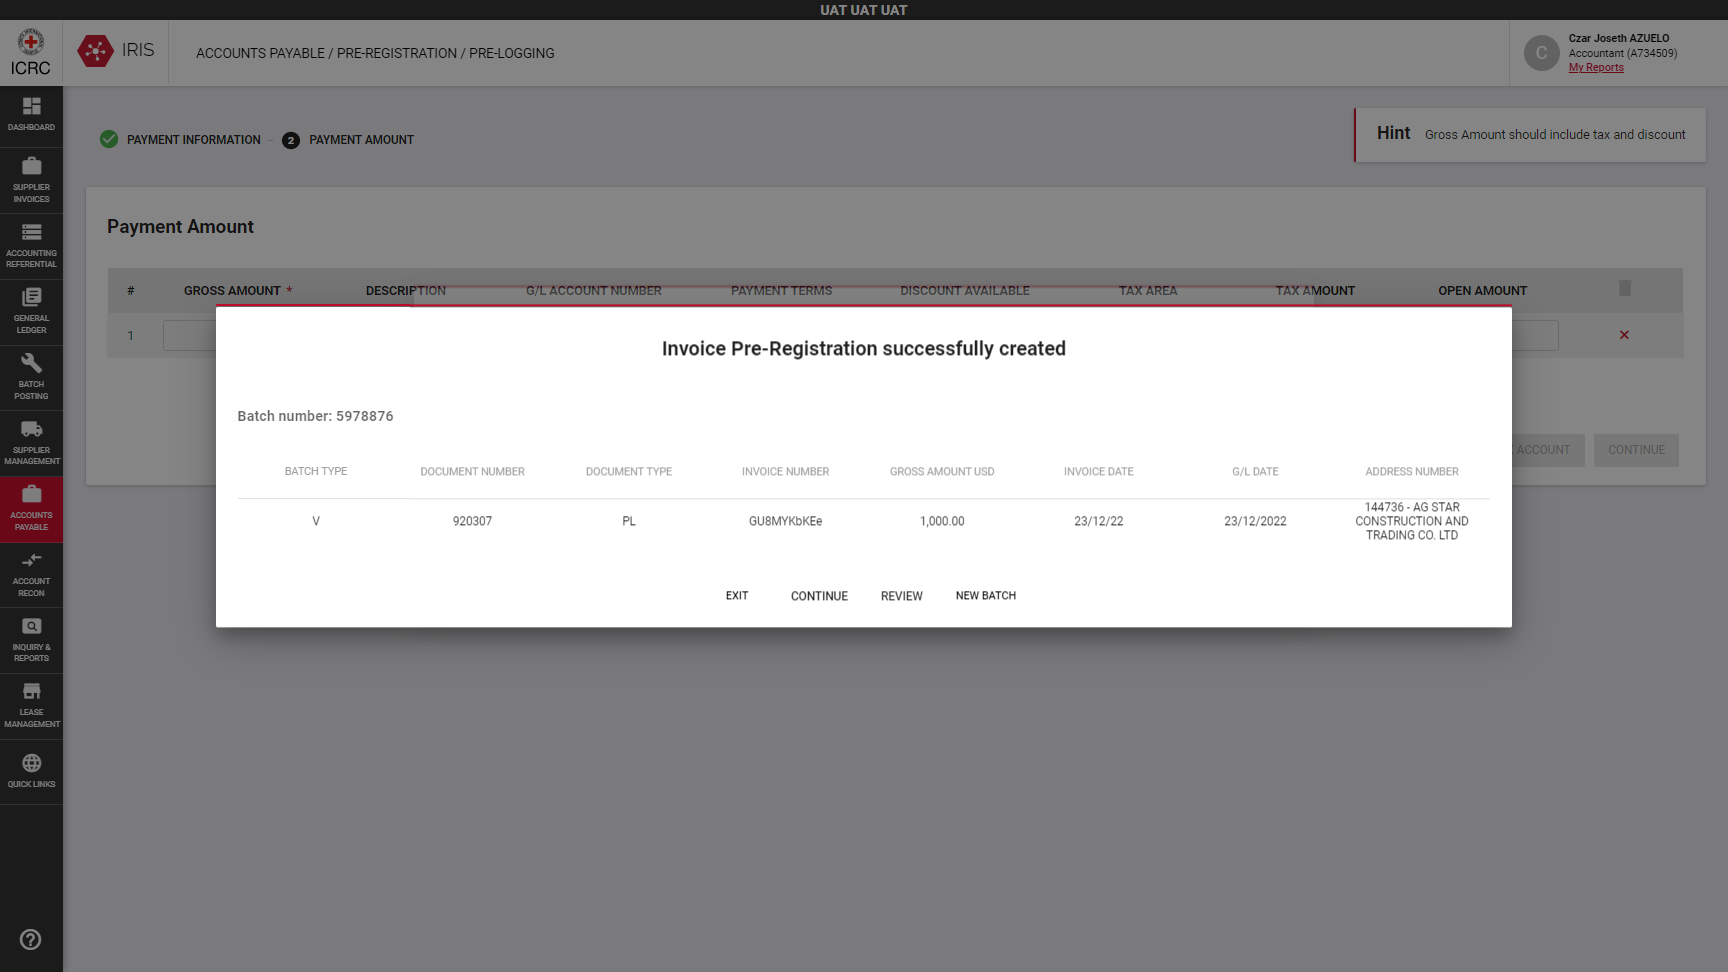 UAT UAT UAT
ICRC
IRIS
ACCOUNTS PAYABLE / PRE-REGISTRATION / PRE-LOGGING
C
Czar Joseth AZUELO
Accountant (A734509)
My Reports
DASHBOARD
SUPPLIER
INVOICES
ACCOUNTING
REFERENTIAL
GENERAL
LEDGER
BATCH
POSTING
SUPPLIER
MANAGEMENT
ACCOUNTS
PAYABLE
ACCOUNT
RECON
INQUIRY &
REPORTS
LEASE
MANAGEMENT
QUICK LINKS
PAYMENT INFORMATION
2 PAYMENT AMOUNT
Hint Gross Amount should include tax and discount
Payment Amount
# GROSS AMOUNT * DESCRIPTION G/L ACCOUNT NUMBER PAYMENT TERMS DISCOUNT AVAILABLE TAX AREA TAX AMOUNT OPEN AMOUNT
1
ACCOUNT CONTINUE
Invoice Pre-Registration successfully created
Batch number: 5978876
BATCH TYPE DOCUMENT NUMBER DOCUMENT TYPE INVOICE NUMBER GROSS AMOUNT USD INVOICE DATE G/L DATE ADDRESS NUMBER
V 920307 PL GU8MYKbKEe 1,000.00 23/12/22 23/12/2022 144736 - AG STAR
CONSTRUCTION AND
TRADING CO. LTD
EXIT CONTINUE REVIEW NEW BATCH